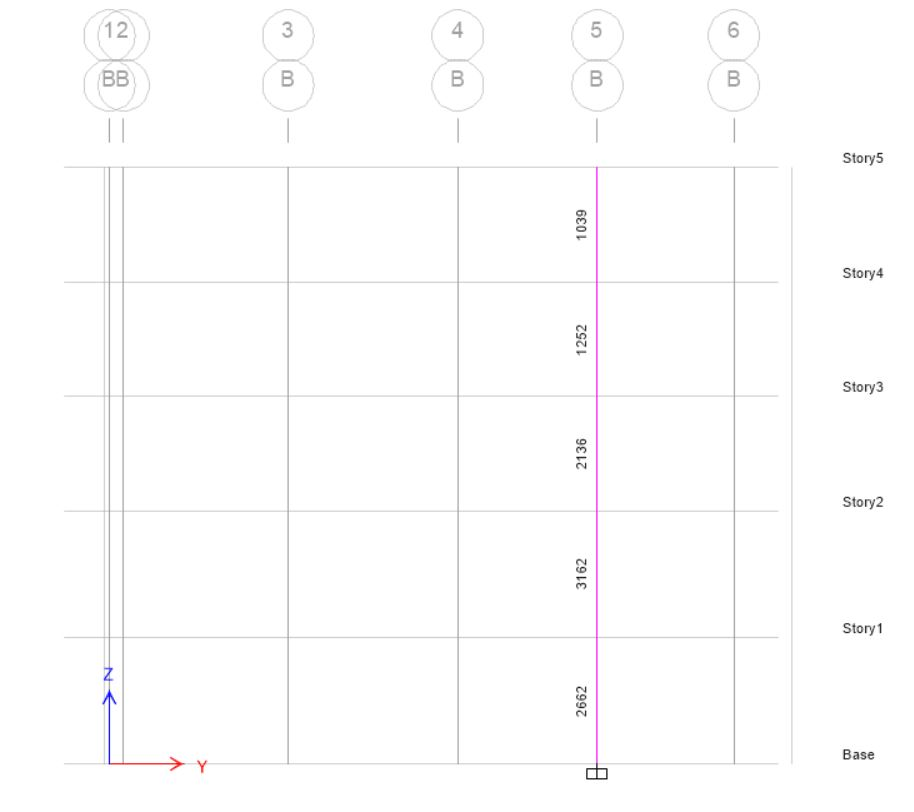 12 3 4 5 6
BB B B B B
Story5
1039
Story4
1252
Story3
2136
Story2
3162
Story1
Z
2662
Base
Y